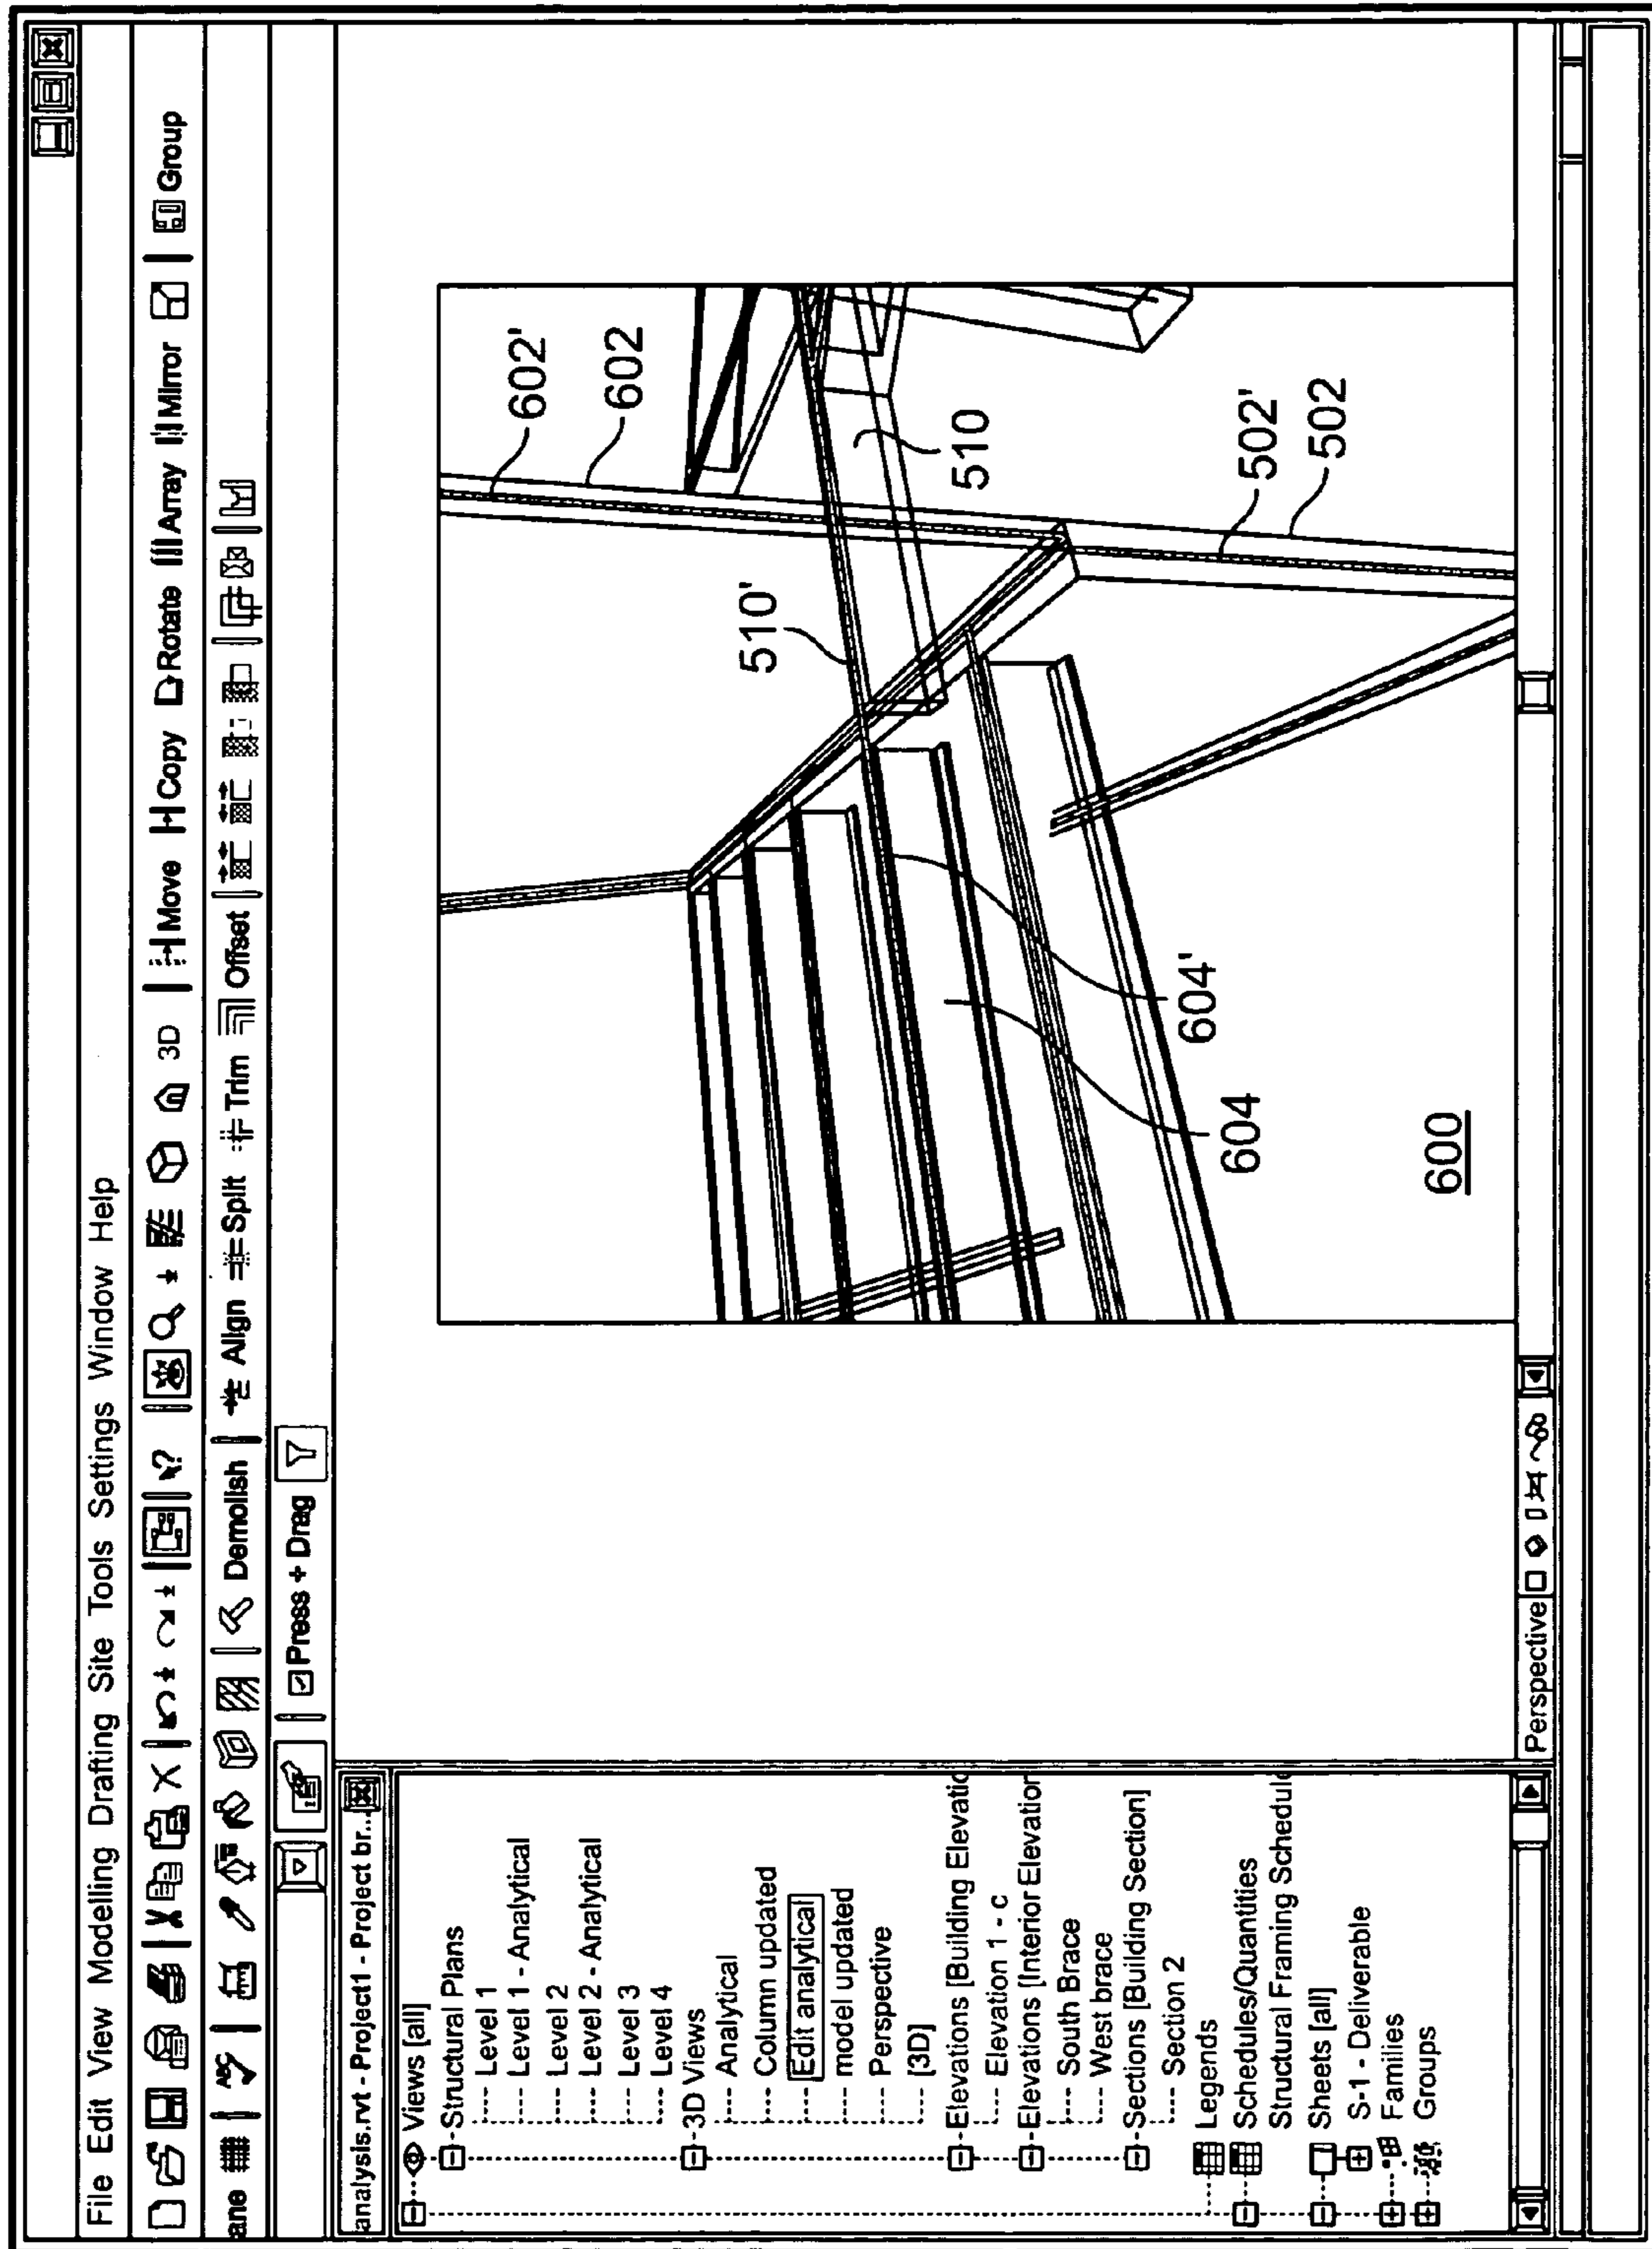 File Edit View Modelling Drafting Site Tools Settings Window Help
3D Move Copy Rotate Array Mirror Group
ane ABC Demolish Align Split Trim Offset
Press + Drag
analysis.rvt - Project1 - Project br...
Views [all]
Structural Plans
Level 1
Level 1 - Analytical
Level 2
Level 2 - Analytical
Level 3
Level 4
3D Views
Analytical
Column updated
Edit analytical
model updated
Perspective
[3D]
Elevations [Building Elevatio
Elevation 1 - c
Elevations [Interior Elevation
South Brace
West brace
Sections [Building Section]
Section 2
Legends
Schedules/Quantities
Structural Framing Schedule
Sheets [all]
S-1 - Deliverable
Families
Groups
602'
602
510'
510
502'
502
604'
604
600
Perspective